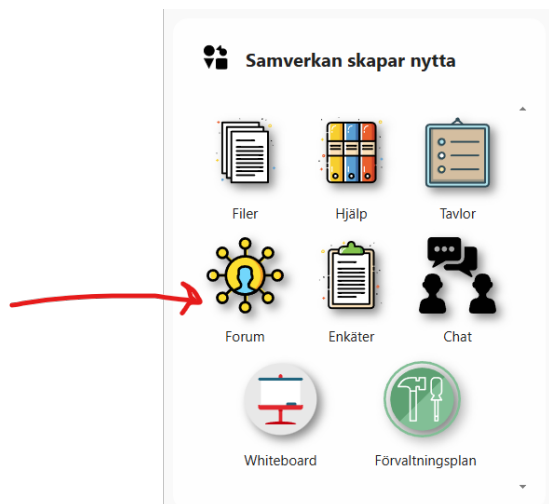 Samverkan skapar nytta
Filer Hjälp Tavlor
Forum Enkäter Chat
Whiteboard Förvaltningsplan